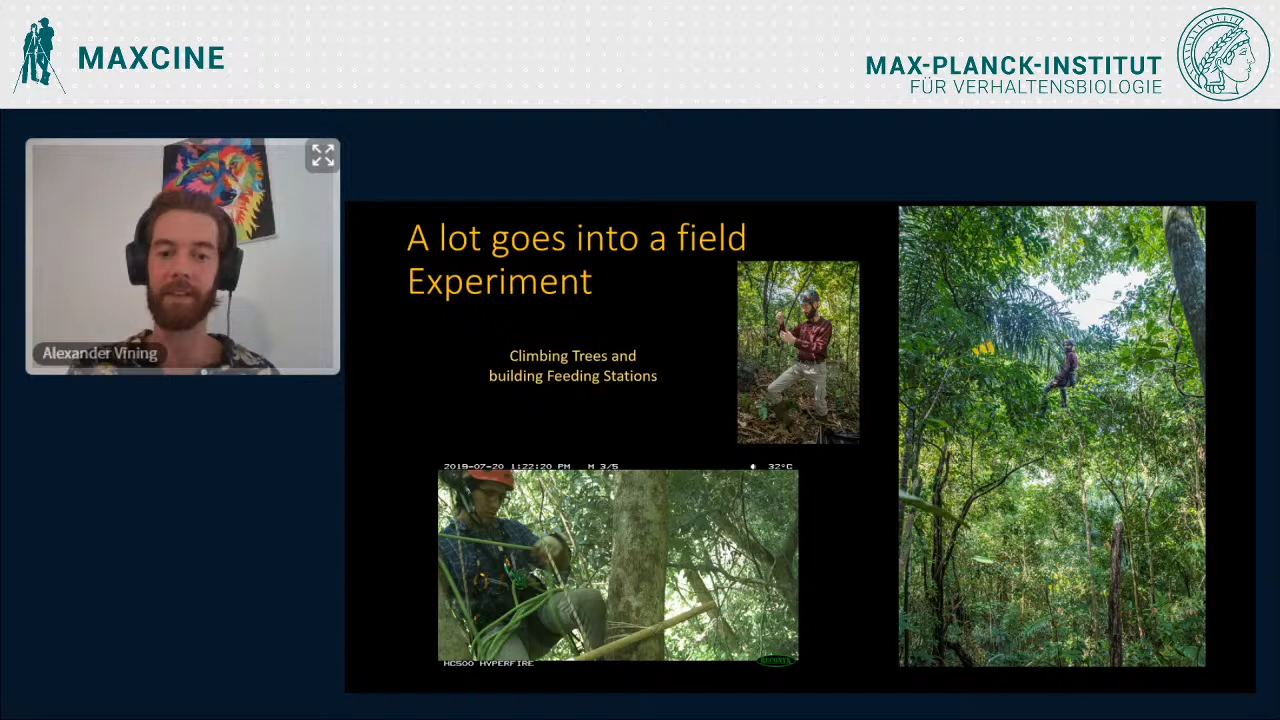 MAXCINE
MAX-PLANCK-INSTITUT
FÜR VERHALTENSBIOLOGIE
Alexander Vining
A lot goes into a field
Experiment
Climbing Trees and
building Feeding Stations
2019-07-20 1:22:20 PM M 3/5 32°C
HC500 HYPERFIRE
RECONYX